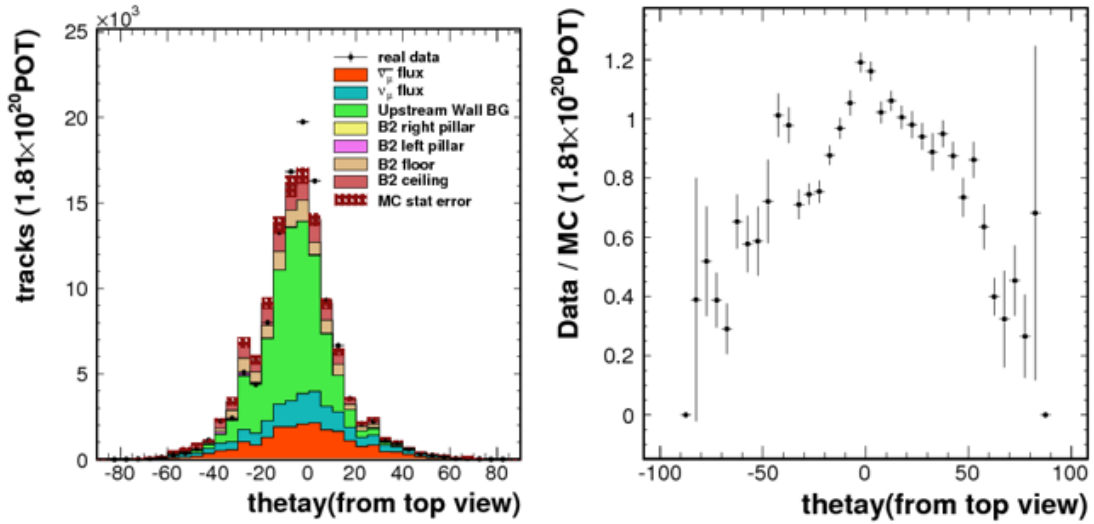 ×10³
25
20
15
10
5
0
tracks (1.81×10²⁰POT)
real data
ν̅μ flux
νμ flux
Upstream Wall BG
B2 right pillar
B2 left pillar
B2 floor
B2 ceiling
MC stat error
-80 -60 -40 -20 0 20 40 60 80
thetay(from top view)
Data / MC (1.81×10²⁰POT)
1.2
1
0.8
0.6
0.4
0.2
0
-100 -50 0 50 100
thetay(from top view)